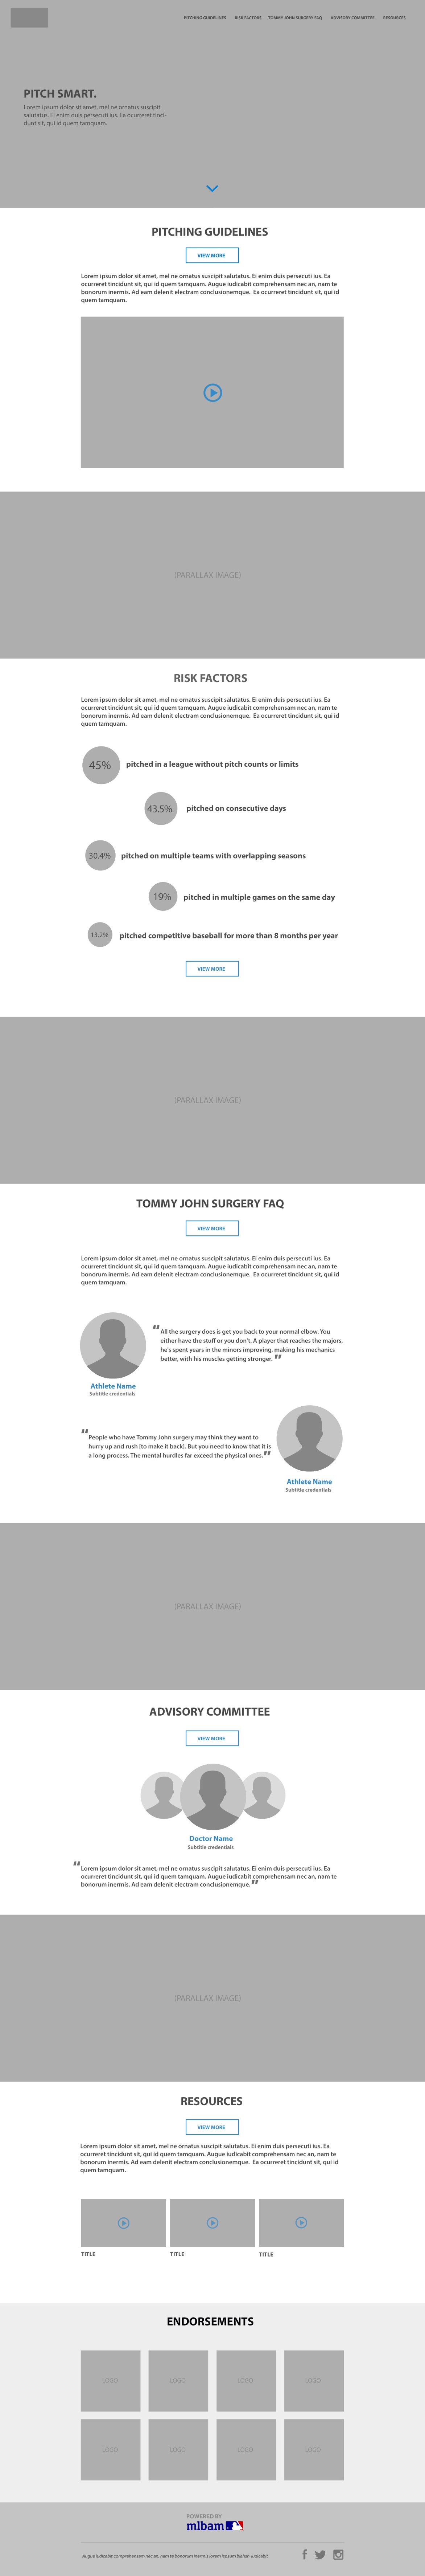 PITCHING GUIDELINES RISK FACTORS TOMMY JOHN SURGERY FAQ ADVISORY COMMITTEE RESOURCES
PITCH SMART.
Lorem ipsum dolor sit amet, mel ne ornatus suscipit
salutatus. Ei enim duis persecuti ius. Ea ocurreret tinci-
dunt sit, qui id quem tamquam.
PITCHING GUIDELINES
VIEW MORE
Lorem ipsum dolor sit amet, mel ne ornatus suscipit salutatus. Ei enim duis persecuti ius. Ea
ocurreret tincidunt sit, qui id quem tamquam. Augue iudicabit comprehensam nec an, nam te
bonorum inermis. Ad eam delenit electram conclusionemque.  Ea ocurreret tincidunt sit, qui id
quem tamquam.
(PARALLAX IMAGE)
RISK FACTORS
Lorem ipsum dolor sit amet, mel ne ornatus suscipit salutatus. Ei enim duis persecuti ius. Ea
ocurreret tincidunt sit, qui id quem tamquam. Augue iudicabit comprehensam nec an, nam te
bonorum inermis. Ad eam delenit electram conclusionemque.  Ea ocurreret tincidunt sit, qui id
quem tamquam.
45% pitched in a league without pitch counts or limits
43.5% pitched on consecutive days
30.4% pitched on multiple teams with overlapping seasons
19% pitched in multiple games on the same day
13.2% pitched competitive baseball for more than 8 months per year
VIEW MORE
(PARALLAX IMAGE)
TOMMY JOHN SURGERY FAQ
VIEW MORE
Lorem ipsum dolor sit amet, mel ne ornatus suscipit salutatus. Ei enim duis persecuti ius. Ea
ocurreret tincidunt sit, qui id quem tamquam. Augue iudicabit comprehensam nec an, nam te
bonorum inermis. Ad eam delenit electram conclusionemque.  Ea ocurreret tincidunt sit, qui id
quem tamquam.
"All the surgery does is get you back to your normal elbow. You
either have the stuff or you don't. A player that reaches the majors,
he's spent years in the minors improving, making his mechanics
better, with his muscles getting stronger. "
Athlete Name
Subtitle credentials
"People who have Tommy John surgery may think they want to
hurry up and rush [to make it back]. But you need to know that it is
a long process. The mental hurdles far exceed the physical ones."
Athlete Name
Subtitle credentials
(PARALLAX IMAGE)
ADVISORY COMMITTEE
VIEW MORE
Doctor Name
Subtitle credentials
"Lorem ipsum dolor sit amet, mel ne ornatus suscipit salutatus. Ei enim duis persecuti ius. Ea
ocurreret tincidunt sit, qui id quem tamquam. Augue iudicabit comprehensam nec an, nam te
bonorum inermis. Ad eam delenit electram conclusionemque. "
(PARALLAX IMAGE)
RESOURCES
VIEW MORE
Lorem ipsum dolor sit amet, mel ne ornatus suscipit salutatus. Ei enim duis persecuti ius. Ea
ocurreret tincidunt sit, qui id quem tamquam. Augue iudicabit comprehensam nec an, nam te
bonorum inermis. Ad eam delenit electram conclusionemque.  Ea ocurreret tincidunt sit, qui id
quem tamquam.
TITLE TITLE TITLE
ENDORSEMENTS
LOGO LOGO LOGO LOGO
LOGO LOGO LOGO LOGO
POWERED BY
mlbam
Augue iudicabit comprehensam nec an, nam te bonorum inermis lorem ipsum blahdi iudicabit